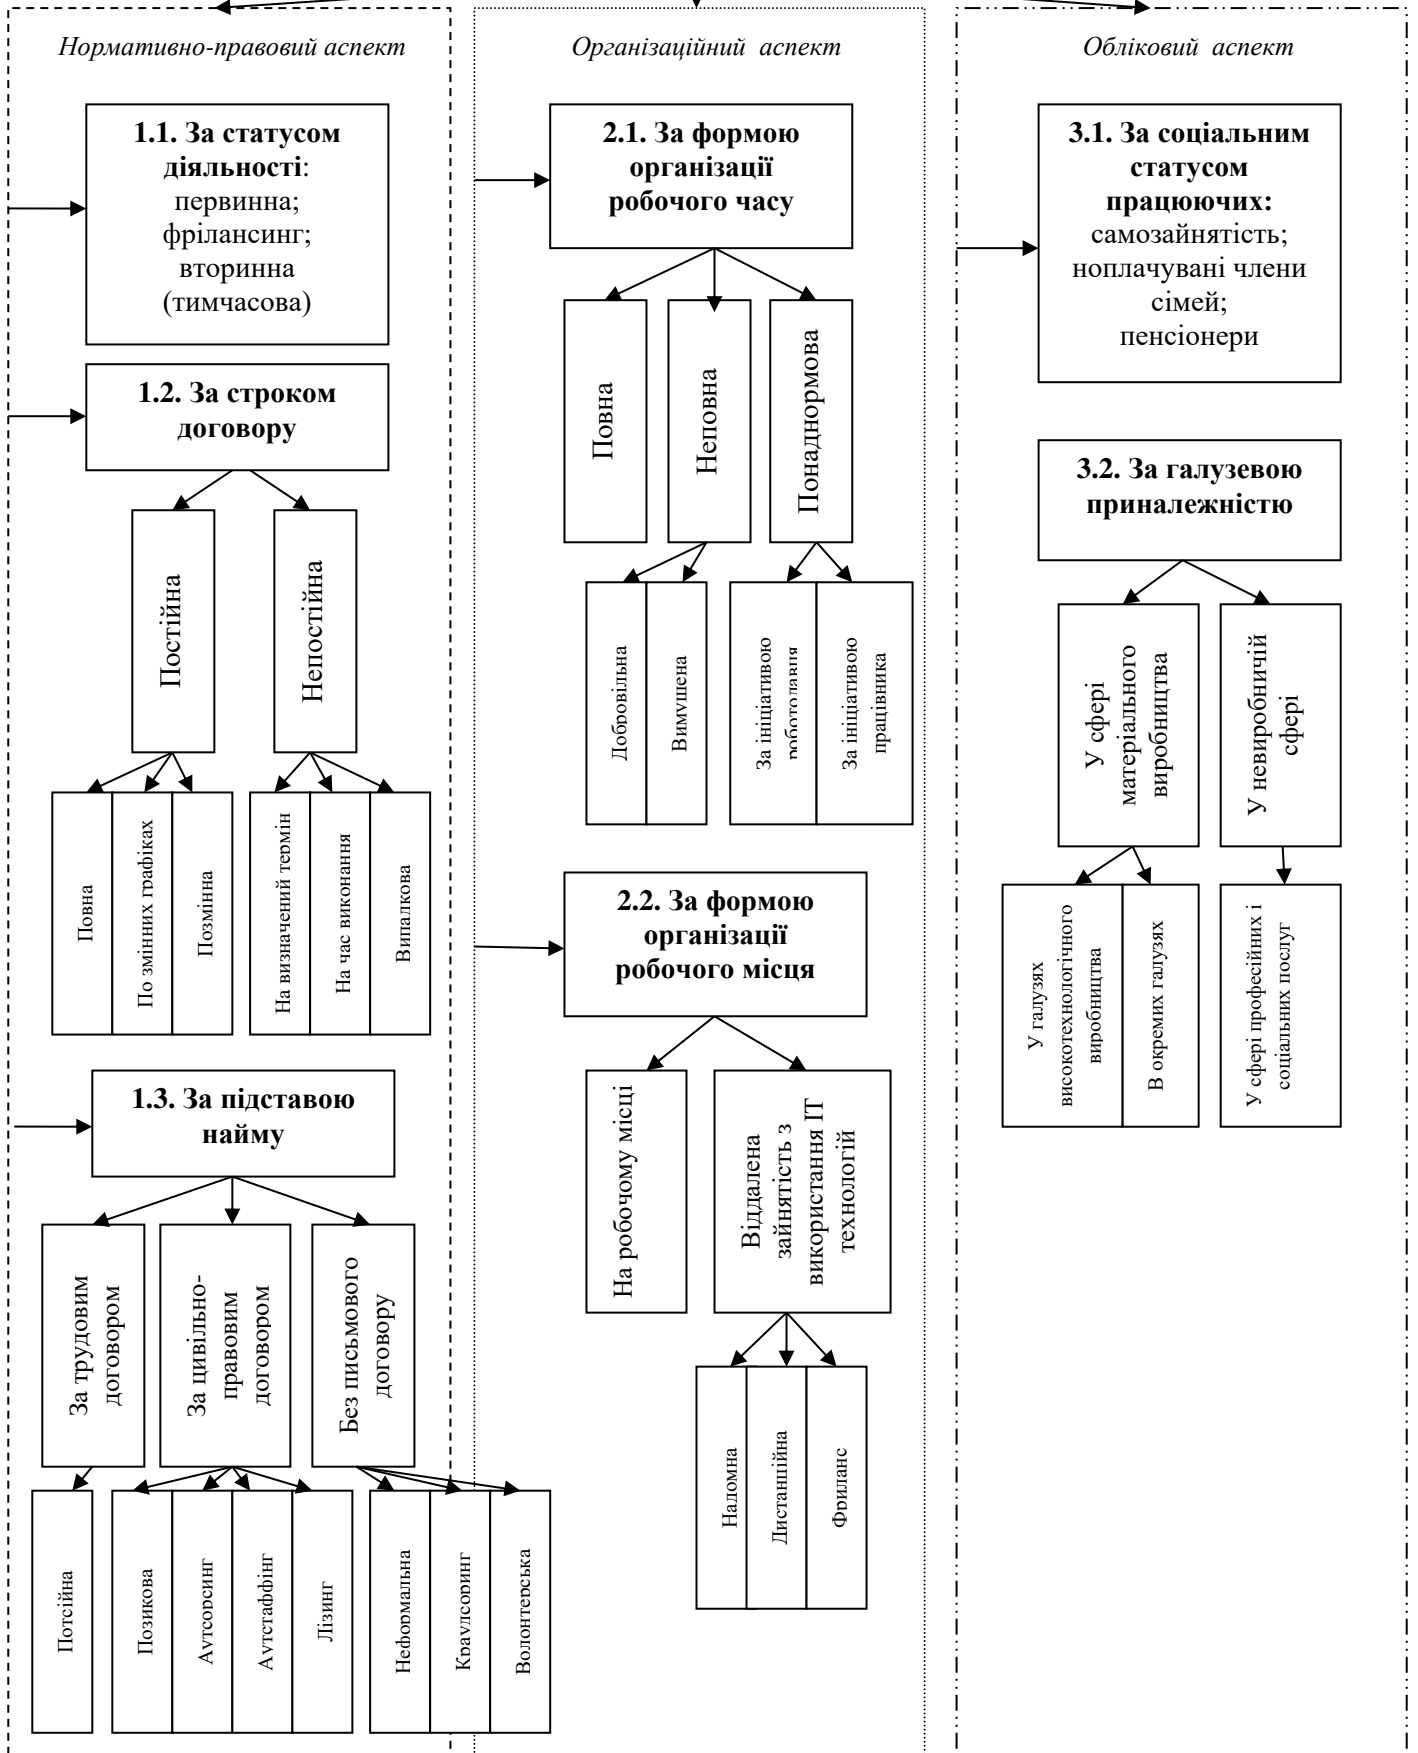 Нормативно-правовий аспект
1.1. За статусом
діяльності:
первинна;
фрілансинг;
вторинна
(тимчасова)
1.2. За строком
договору
Постійна
Непостійна
Повна
По змінних графіках
Позмінна
На визначений термін
На час виконання
Випадкова
1.3. За підставою
найму
За трудовим
договором
За цивільно-
правовим
договором
Без письмового
договору
Потсійна
Позикова
Аутсорсинг
Аутстаффінг
Лізинг
Неформальна
Краудсоринг
Волонтерська
Організаційний аспект
2.1. За формою
організації
робочого часу
Повна
Неповна
Понаднормова
Добровільна
Вимушена
За ініціативою
роботодавця
За ініціативою
працівника
2.2. За формою
організації
робочого місця
На робочому місці
Віддалена
зайнятість з
використання ІТ
технологій
Надомна
Дистанційна
Фриланс
Обліковий аспект
3.1. За соціальним
статусом
працюючих:
самозайнятість;
ноплачувані члени
сімей;
пенсіонери
3.2. За галузевою
приналежністю
У сфері
матеріального
виробництва
У невиробничій
сфері
У галузях
високотехнологічного
виробництва
В окремих галузях
У сфері професійних і
соціальних послуг